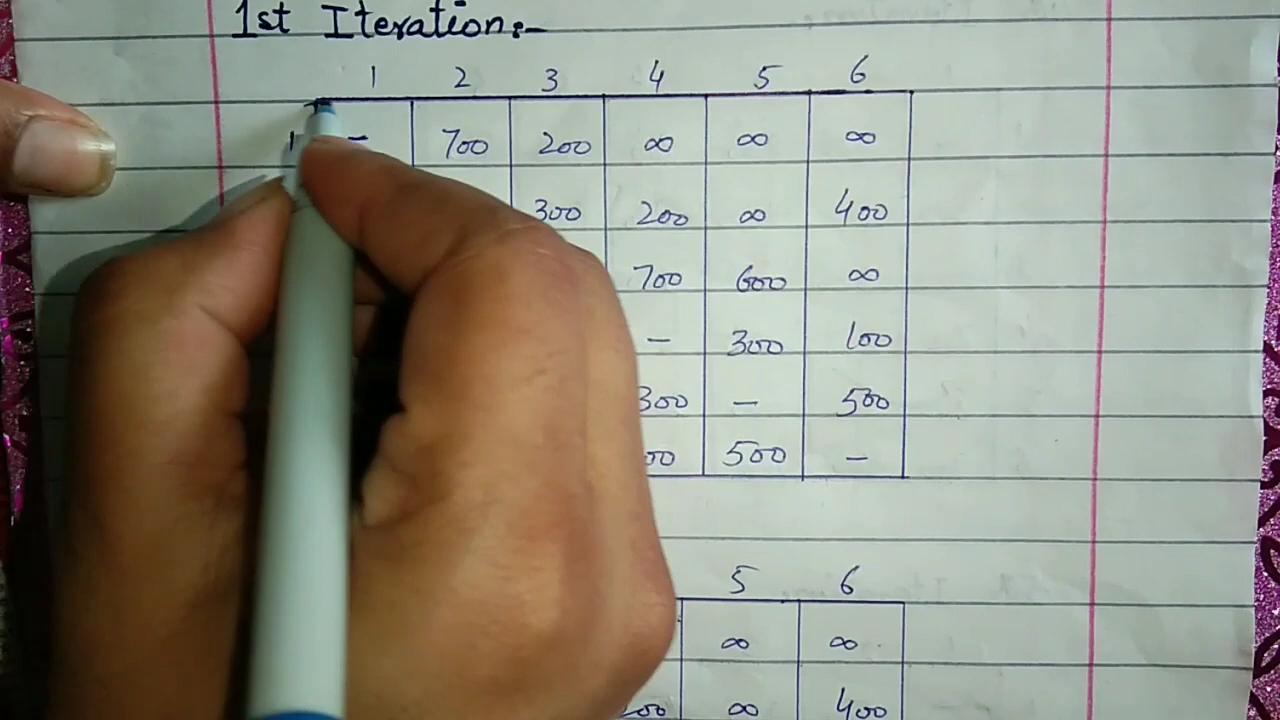 1st Iteration:-
1 2 3 4 5 6
1 - 700 200 ∞ ∞ ∞
300 200 ∞ 400
700 600 ∞
- 300 100
300 - 500
500 -
5 6
∞ ∞
∞ 400